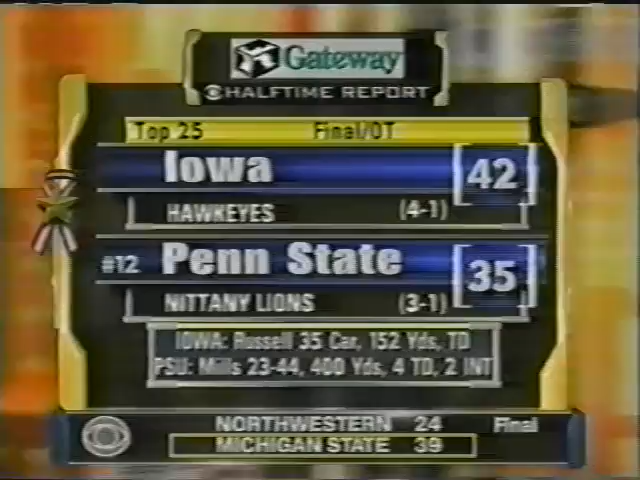 Gateway
HALFTIME REPORT
Top 25 Final/OT
Iowa 42
HAWKEYES (4-1)
#12 Penn State 35
NITTANY LIONS (3-1)
IOWA: Russell 35 Car, 152 Yds, TD
PSU: Mills 23-44, 400 Yds, 4 TD, 2 INT
NORTHWESTERN 24 Final
MICHIGAN STATE 39